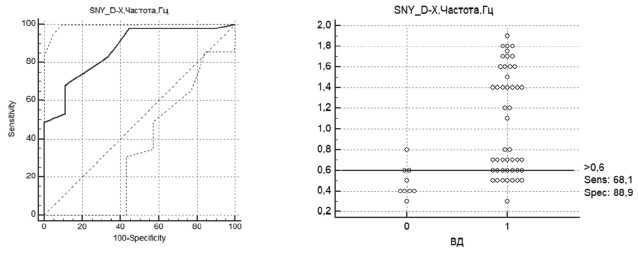 SNY_D-X,Частота,Гц
100
80
60
40
20
0
Sensitivity
0 20 40 60 80 100
100-Specificity
SNY_D-X,Частота,Гц
2,0
1,8
1,6
1,4
1,2
1,0
0,8
0,6
0,4
0,2
>0,6
Sens: 68,1
Spec: 88,9
0 1
ВД